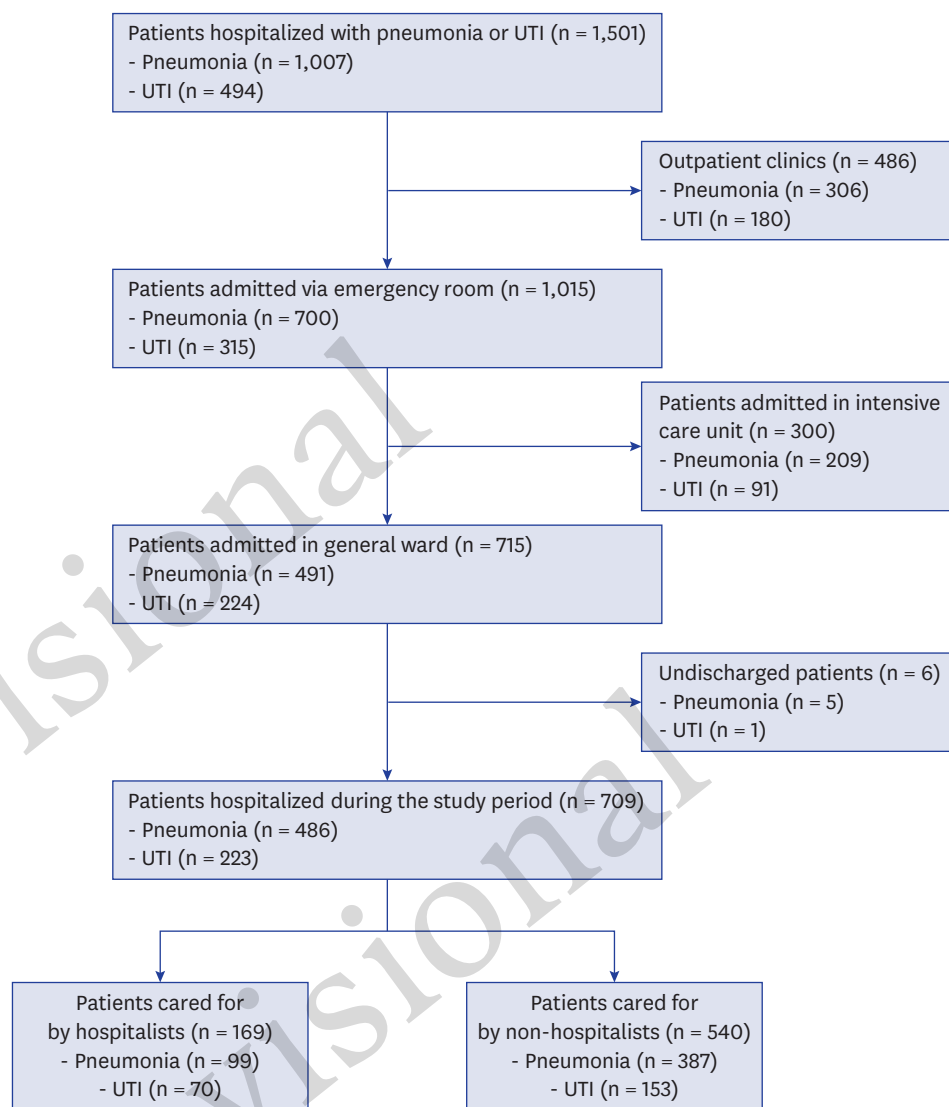 Patients hospitalized with pneumonia or UTI (n = 1,501)
- Pneumonia (n = 1,007)
- UTI (n = 494)
Outpatient clinics (n = 486)
- Pneumonia (n = 306)
- UTI (n = 180)
Patients admitted via emergency room (n = 1,015)
- Pneumonia (n = 700)
- UTI (n = 315)
Patients admitted in intensive
care unit (n = 300)
- Pneumonia (n = 209)
- UTI (n = 91)
Patients admitted in general ward (n = 715)
- Pneumonia (n = 491)
- UTI (n = 224)
Undischarged patients (n = 6)
- Pneumonia (n = 5)
- UTI (n = 1)
Patients hospitalized during the study period (n = 709)
- Pneumonia (n = 486)
- UTI (n = 223)
Patients cared for
by hospitalists (n = 169)
- Pneumonia (n = 99)
- UTI (n = 70)
Patients cared for
by non-hospitalists (n = 540)
- Pneumonia (n = 387)
- UTI (n = 153)
isional
visional